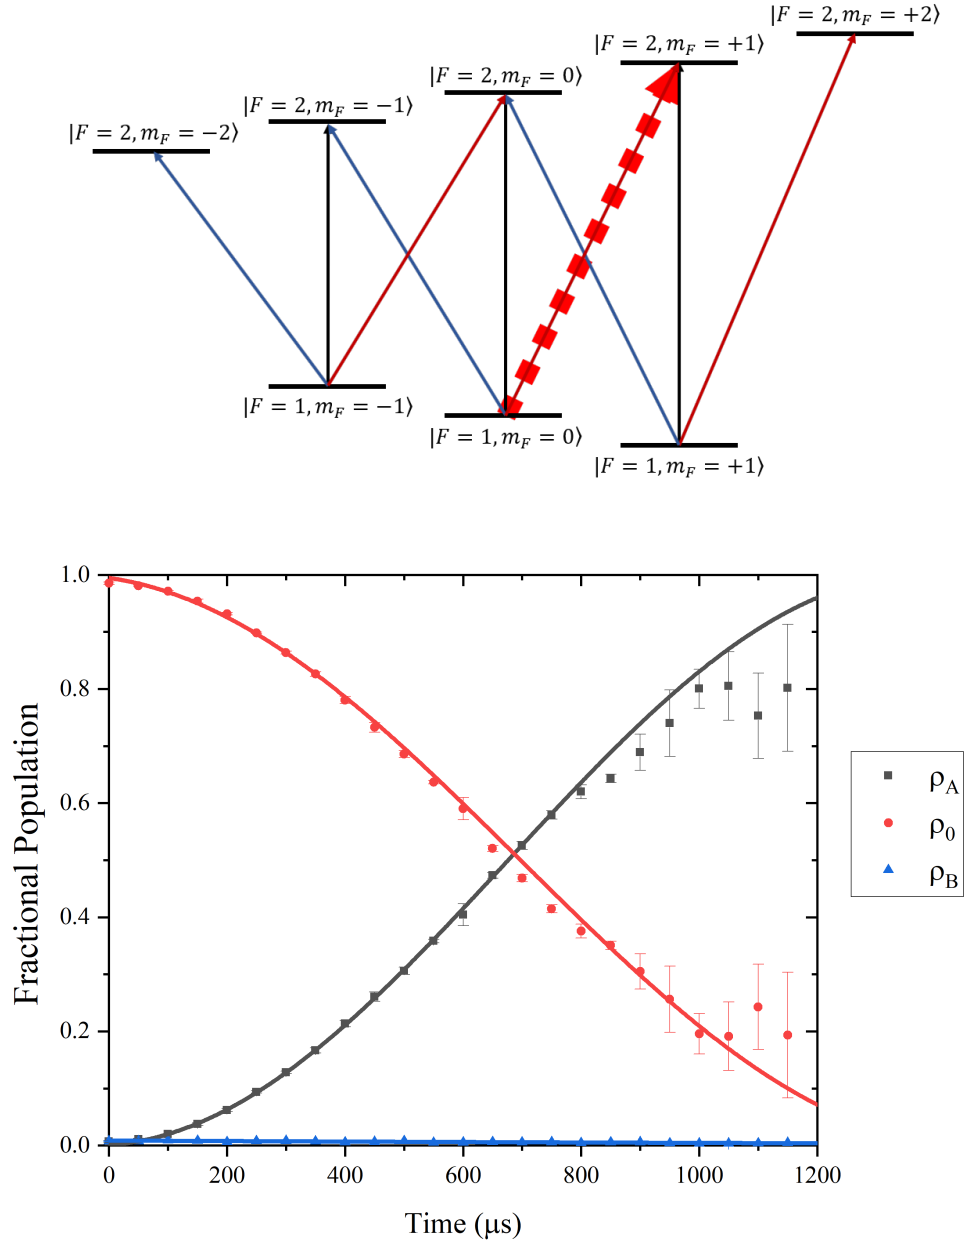 |F = 2, m_F = +2⟩
|F = 2, m_F = +1⟩
|F = 2, m_F = 0⟩
|F = 2, m_F = −1⟩
|F = 2, m_F = −2⟩
|F = 1, m_F = −1⟩
|F = 1, m_F = 0⟩
|F = 1, m_F = +1⟩
1.0
0.8
0.6
0.4
0.2
0.0
Fractional Population
0 200 400 600 800 1000 1200
Time (μs)
ρ_A
ρ_0
ρ_B